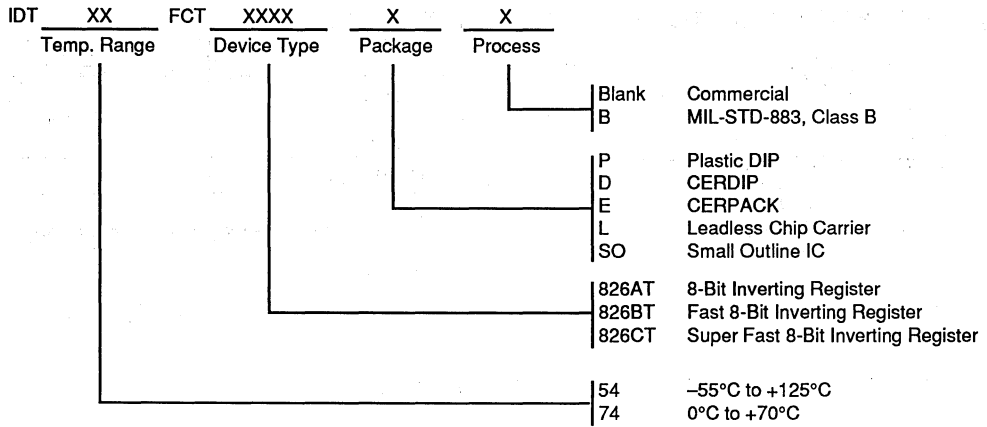 IDT XX FCT XXXX X X
Temp. Range Device Type Package Process
Blank Commercial
B MIL-STD-883, Class B
P Plastic DIP
D CERDIP
E CERPACK
L Leadless Chip Carrier
SO Small Outline IC
826AT 8-Bit Inverting Register
826BT Fast 8-Bit Inverting Register
826CT Super Fast 8-Bit Inverting Register
54 –55°C to +125°C
74 0°C to +70°C